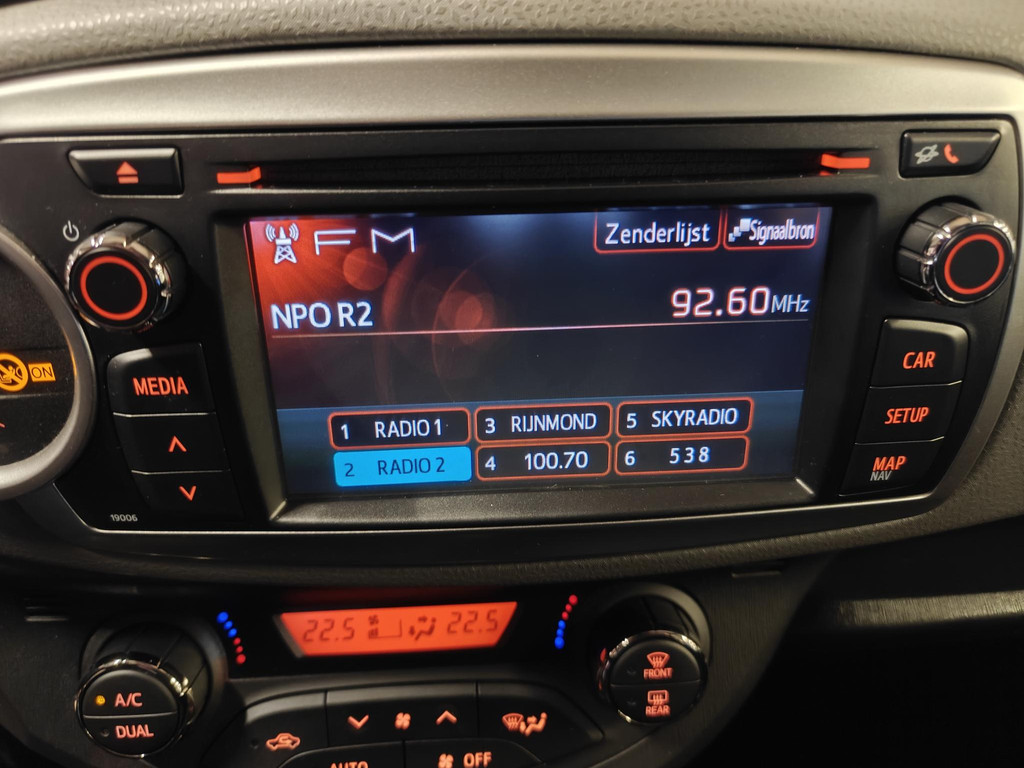 FM
Zenderlijst
Signaalbron
NPO R2
92.60MHz
1 RADIO 1
3 RIJNMOND
5 SKYRADIO
2 RADIO 2
4 100.70
6 538
ON
MEDIA
19006
CAR
SETUP
MAP
NAV
22.5
22.5
A/C
DUAL
FRONT
REAR
AUTO
OFF